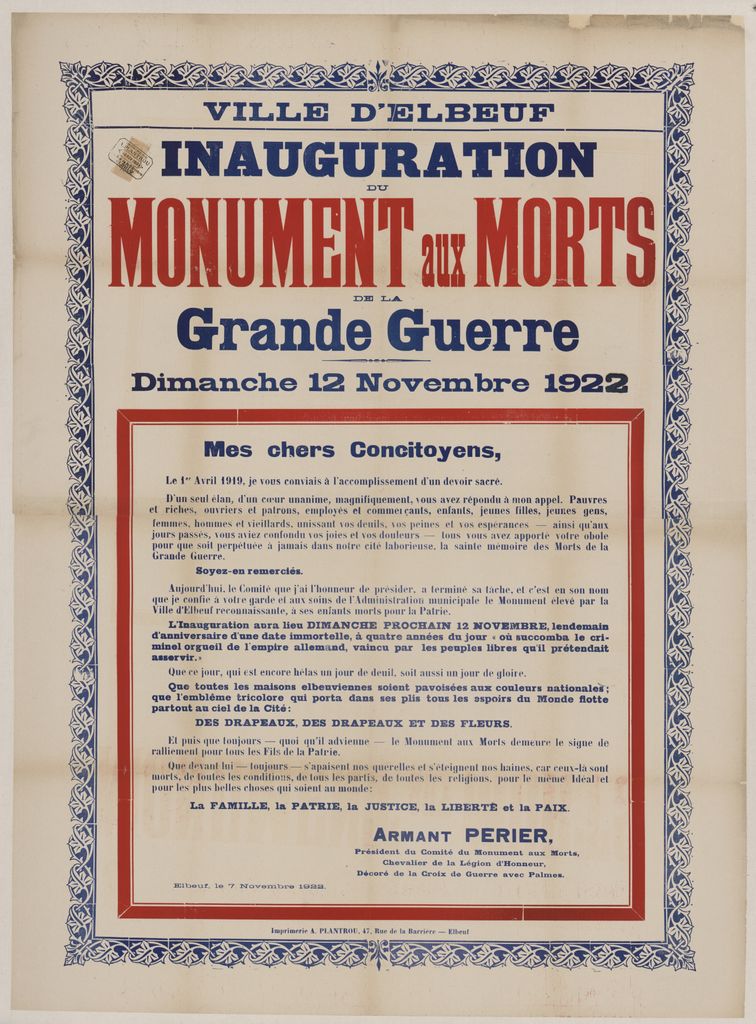 VILLE D'ELBEUF
INAUGURATION
DU
MONUMENT aux MORTS
DE LA
Grande Guerre
Dimanche 12 Novembre 1922
Mes chers Concitoyens,
Le 1er Avril 1919, je vous conviais à l'accomplissement d'un devoir sacré.
D'un seul élan, d'un cœur unanime, magnifiquement, vous avez répondu à mon appel. Pauvres
et riches, ouvriers et patrons, employés et commerçants, enfants, jeunes filles, jeunes gens,
femmes, hommes et vieillards, unissant vos deuils, vos peines et vos espérances — ainsi qu'aux
jours passés, vous aviez confondu vos joies et vos douleurs — tous vous avez apporté votre obole
pour que soit perpétuée à jamais dans notre cité laborieuse, la sainte mémoire des Morts de la
Grande Guerre.
Soyez-en remerciés.
Aujourd'hui, le Comité que j'ai l'honneur de présider, a terminé sa tâche, et c'est en son nom
que je confie à votre garde et aux soins de l'Administration municipale le Monument élevé par la
Ville d'Elbeuf reconnaissante, à ses enfants morts pour la Patrie.
L'Inauguration aura lieu DIMANCHE PROCHAIN 12 NOVEMBRE, lendemain
d'anniversaire d'une date immortelle, à quatre années du jour « où succomba le cri-
minel orgueil de l'empire allemand, vaincu par les peuples libres qu'il prétendait
asservir.»
Que ce jour, qui est encore hélas un jour de deuil, soit aussi un jour de gloire.
Que toutes les maisons elbeuviennes soient pavoisées aux couleurs nationales;
que l'emblême tricolore qui porta dans ses plis tous les espoirs du Monde flotte
partout au ciel de la Cité:
DES DRAPEAUX, DES DRAPEAUX ET DES FLEURS.
Et puis que toujours — quoi qu'il advienne — le Monument aux Morts demeure le signe de
ralliement pour tous les Fils de la Patrie.
Que devant lui — toujours — s'apaisent nos querelles et s'éteignent nos haines, car ceux-là sont
morts, de toutes les conditions, de tous les partis, de toutes les religions, pour le même Idéal et
pour les plus belles choses qui soient au monde:
La FAMILLE, la PATRIE, la JUSTICE, la LIBERTÉ et la PAIX.
ARMANT PERIER,
Président du Comité du Monument aux Morts,
Chevalier de la Légion d'Honneur,
Décoré de la Croix de Guerre avec Palmes.
Elbeuf, le 7 Novembre 1922.
Imprimerie A. PLANTROU, 47, Rue de la Barrière — Elbeuf